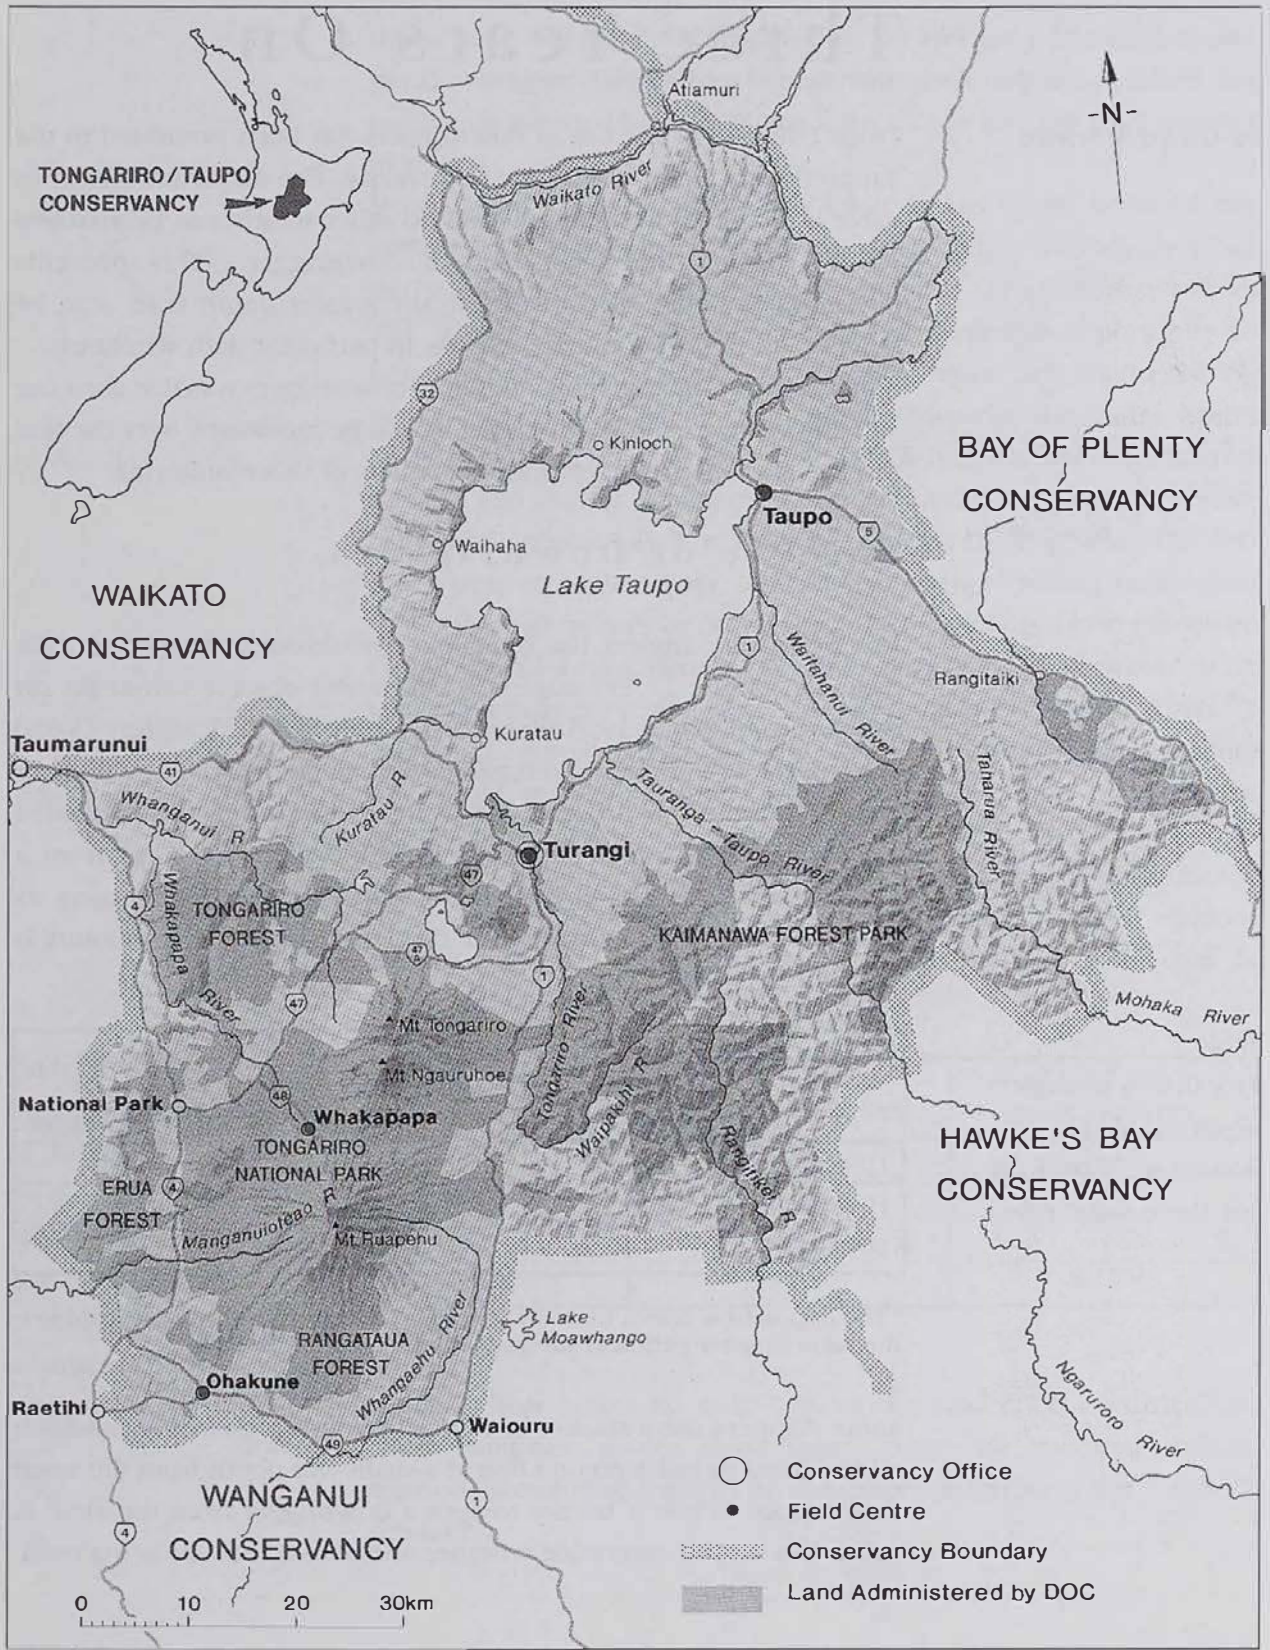 Atiamuri
-N-
TONGARIRO/TAUPO
CONSERVANCY
Waikato River
1
32
Kinloch
BAY OF PLENTY
CONSERVANCY
Taupo
5
Waihaha
Lake Taupo
WAIKATO
CONSERVANCY
1
Waitahanui River
Rangitaiki
Kuratau
Taumarunui
41
Whanganui R
Kuratau R
Tauranga - Taupo River
Taharua River
Turangi
47
4
Whakapapa River
TONGARIRO
FOREST
KAIMANAWA FOREST PARK
47
A
1
47
Mohaka River
Mt.Tongariro
Tongariro River
Mt.Ngauruhoe
Waipakihi R
National Park
48
Whakapapa
TONGARIRO
NATIONAL PARK
Rangitikei R
HAWKE'S BAY
CONSERVANCY
ERUA
FOREST
4
Manganuioteao R
Mt.Ruapehu
Lake
Moawhango
RANGATAUA
FOREST
Whangaehu River
Ohakune
Raetihi
Waiouru
49
Ngaruroro River
WANGANUI
CONSERVANCY
1
4
Conservancy Office
Field Centre
Conservancy Boundary
Land Administered by DOC
0 10 20 30km